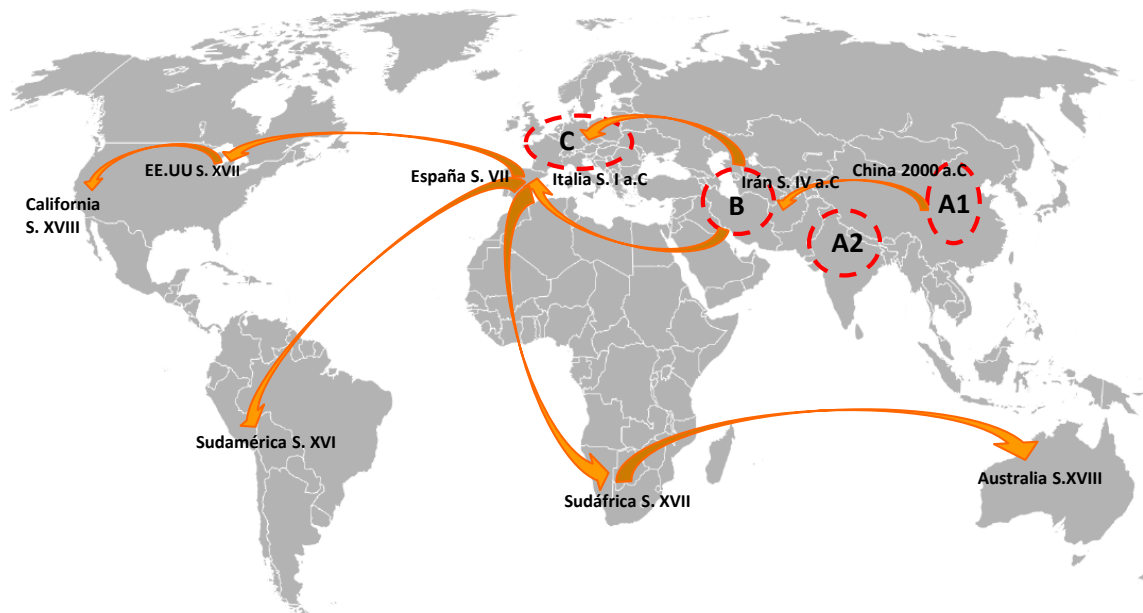 C
EE.UU S. XVII
España S. VII
Italia S. I a.C
Irán S. IV a.C
China 2000 a.C
California
S. XVIII
B
A1
A2
Sudamérica S. XVI
Sudáfrica S. XVII
Australia S.XVIII